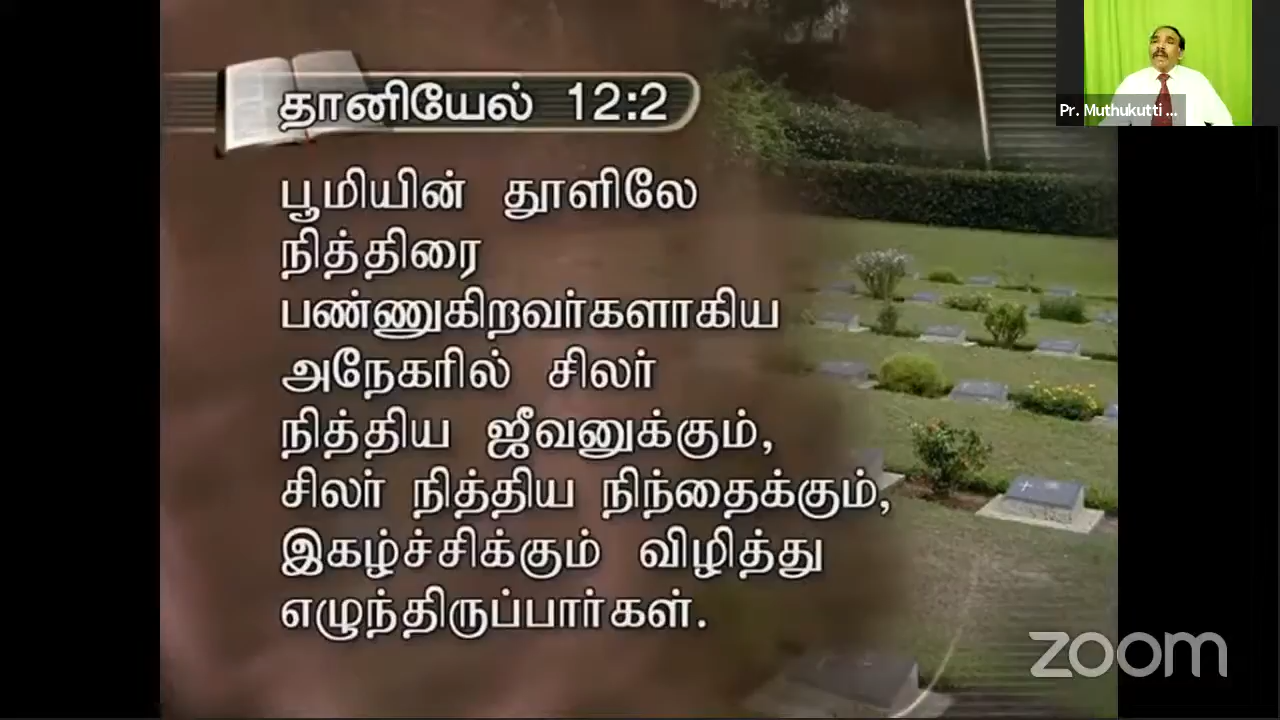 தானியேல் 12:2
பூமியின் தூளிலே
நித்திரை
பண்ணுகிறவர்களாகிய
அநேகரில் சிலர்
நித்திய ஜீவனுக்கும்,
சிலர் நித்திய நிந்தைக்கும்,
இகழ்ச்சிக்கும் விழித்து
எழுந்திருப்பார்கள்.
Pr. Muthukutti ...
zoom